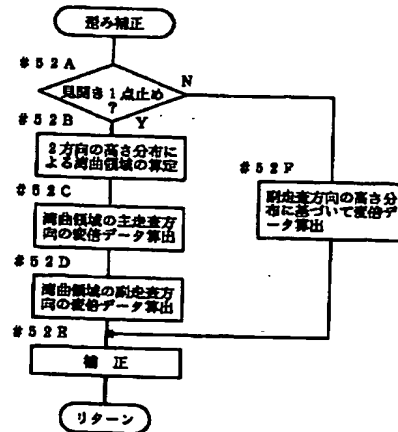 歪み補正
#52A
見開き1点止め
?
N
Y
#52B
2方向の高さ分布に
よる湾曲領域の算定
#52F
副走査方向の高さ分
布に基づいて変倍デ
ータ算出
#52C
湾曲領域の主走査方
向の変倍データ算出
#52D
湾曲領域の副走査方
向の変倍データ算出
#52E
補正
リターン